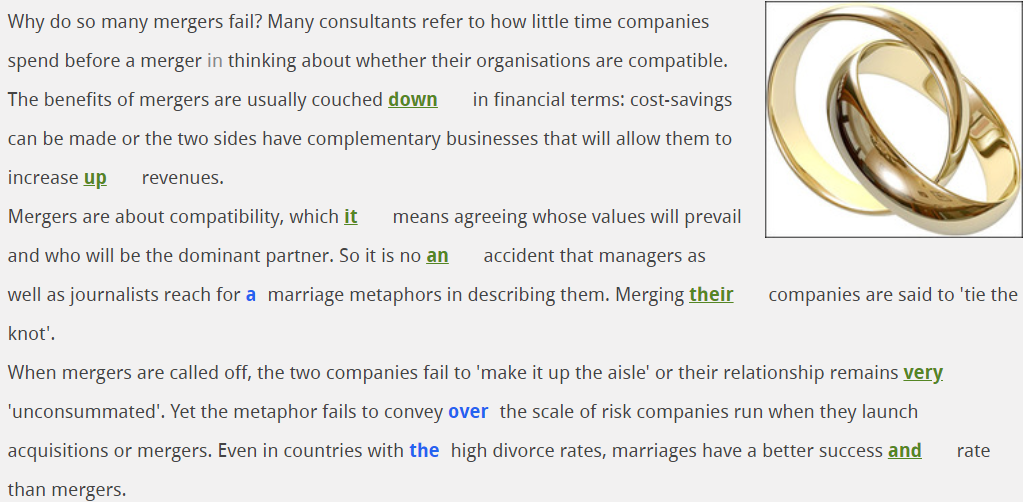 Why do so many mergers fail? Many consultants refer to how little time companies
spend before a merger in thinking about whether their organisations are compatible.
The benefits of mergers are usually couched down in financial terms: cost-savings
can be made or the two sides have complementary businesses that will allow them to
increase up revenues.
Mergers are about compatibility, which it means agreeing whose values will prevail
and who will be the dominant partner. So it is no an accident that managers as
well as journalists reach for a marriage metaphors in describing them. Merging their companies are said to 'tie the
knot'.
When mergers are called off, the two companies fail to 'make it up the aisle' or their relationship remains very
'unconsummated'. Yet the metaphor fails to convey over the scale of risk companies run when they launch
acquisitions or mergers. Even in countries with the high divorce rates, marriages have a better success and rate
than mergers.